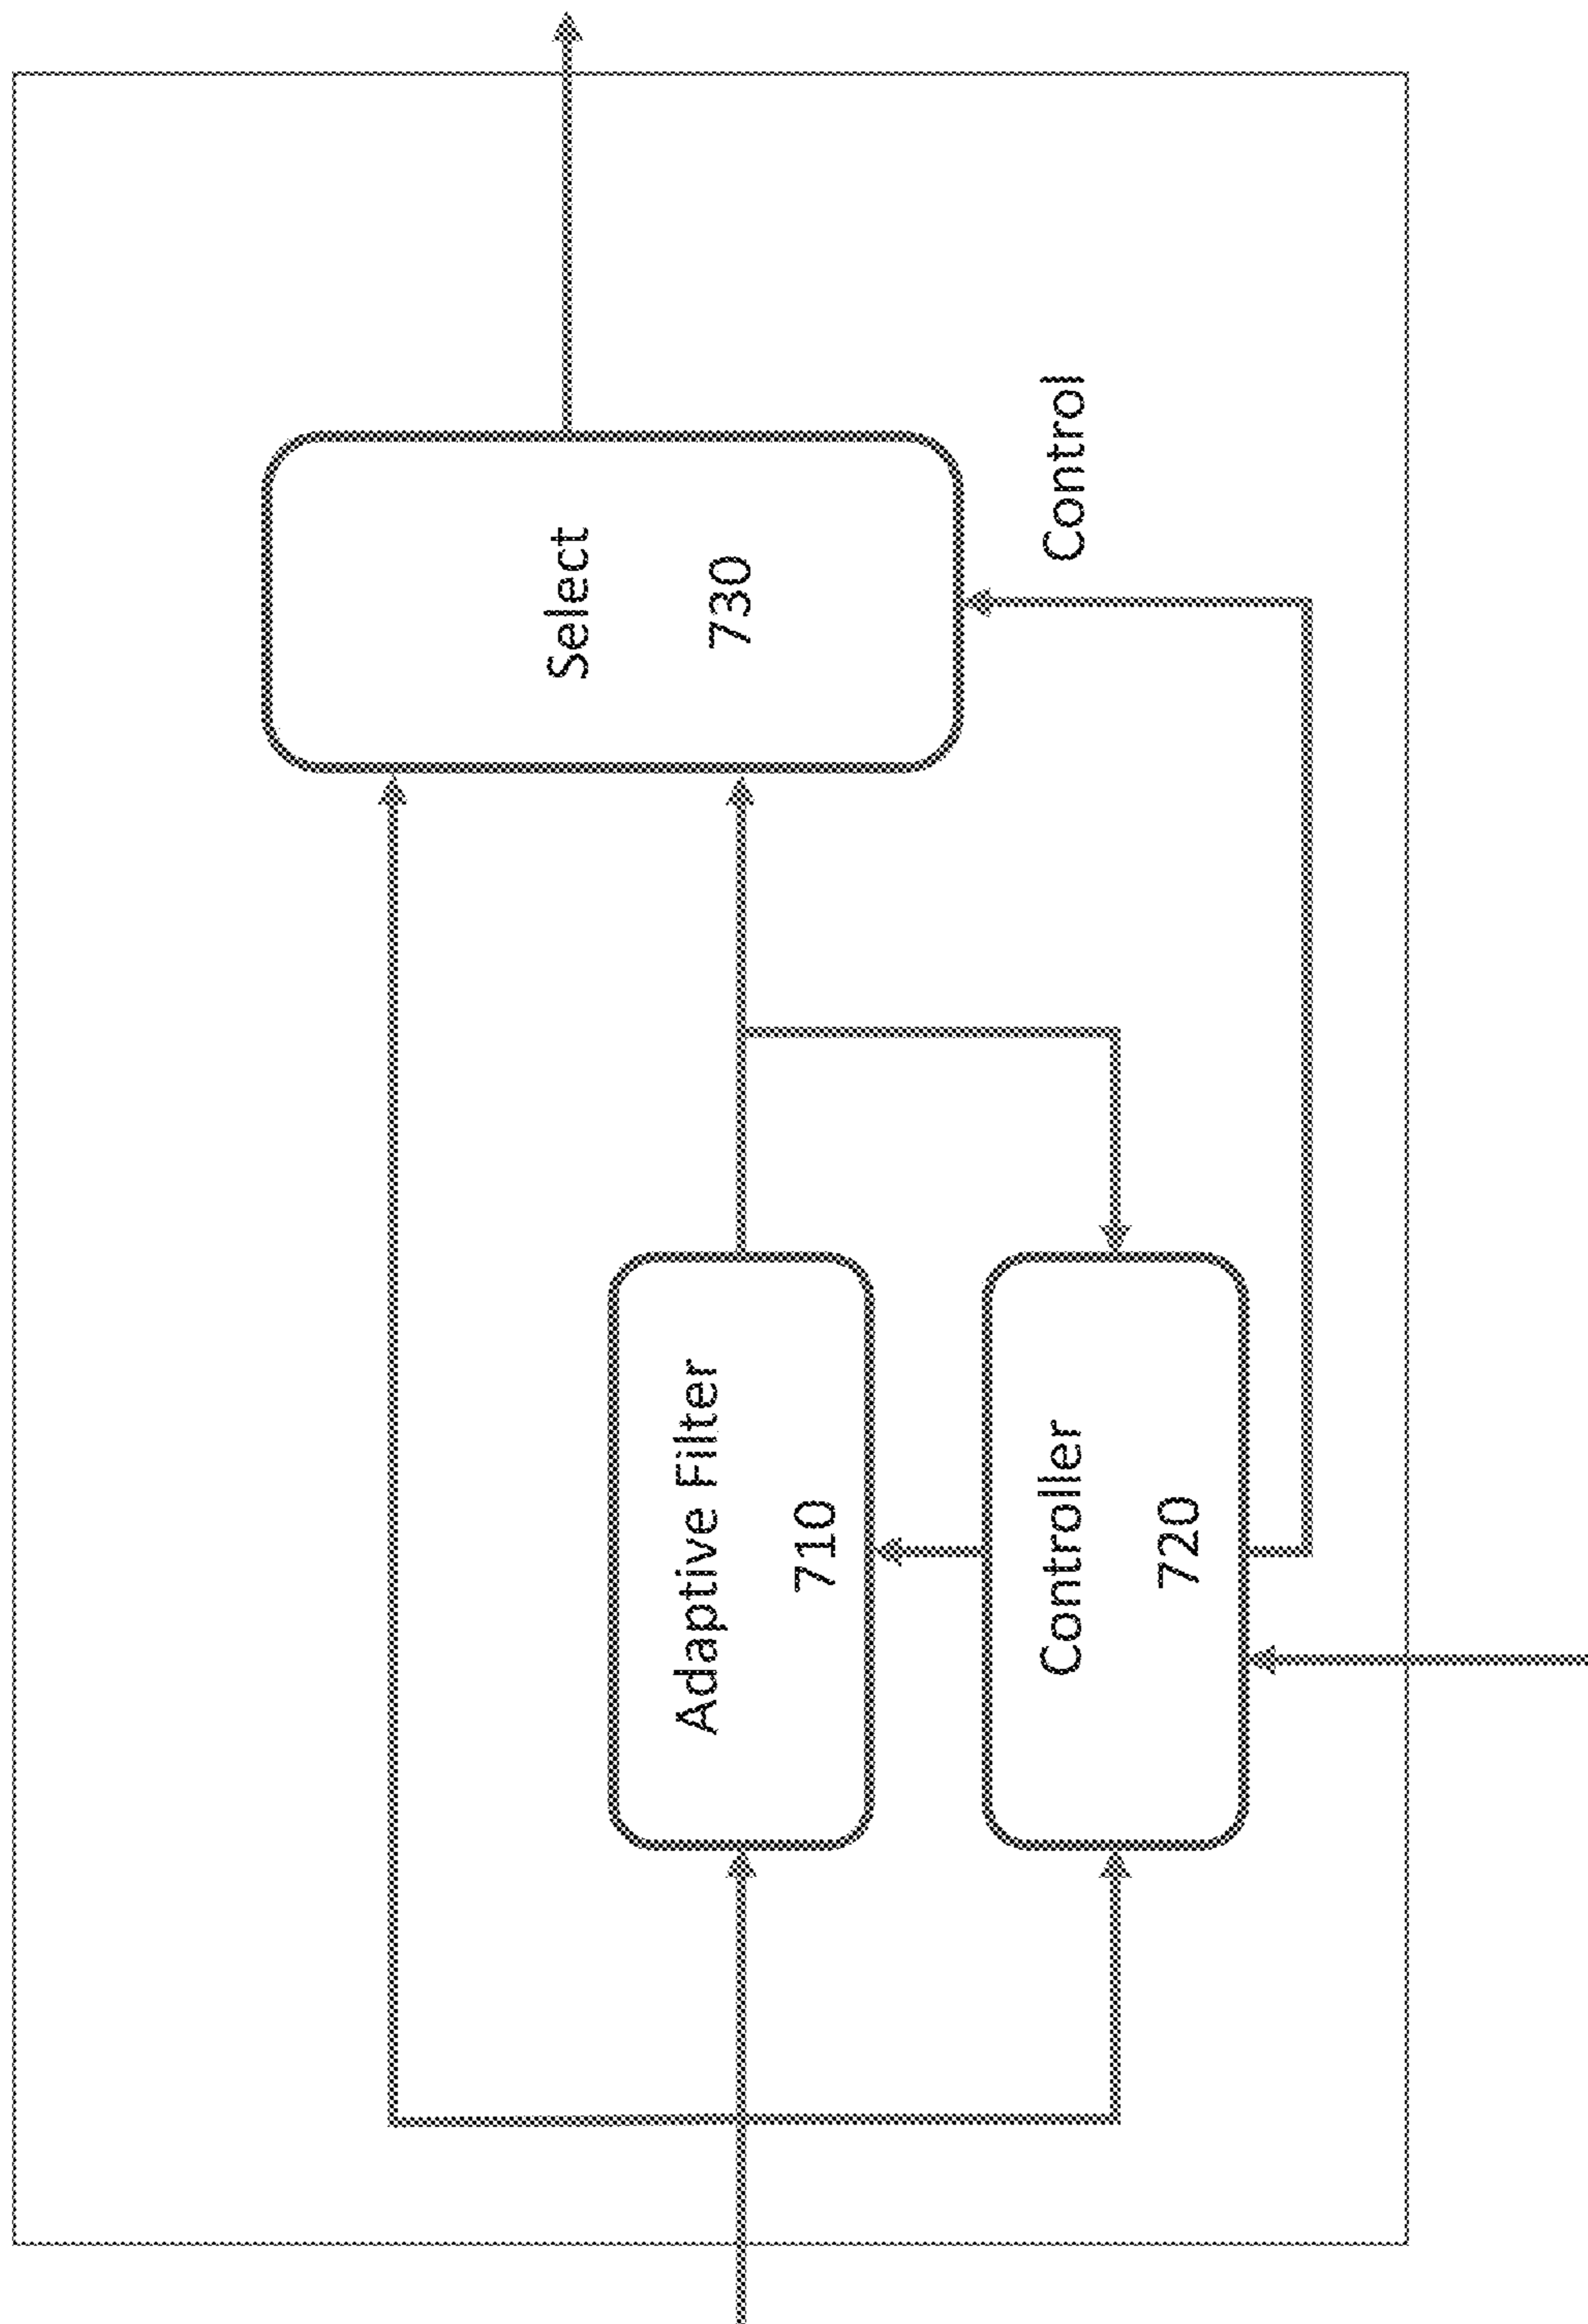 Select
730
Control
Adaptive Filter
710
Controller
720